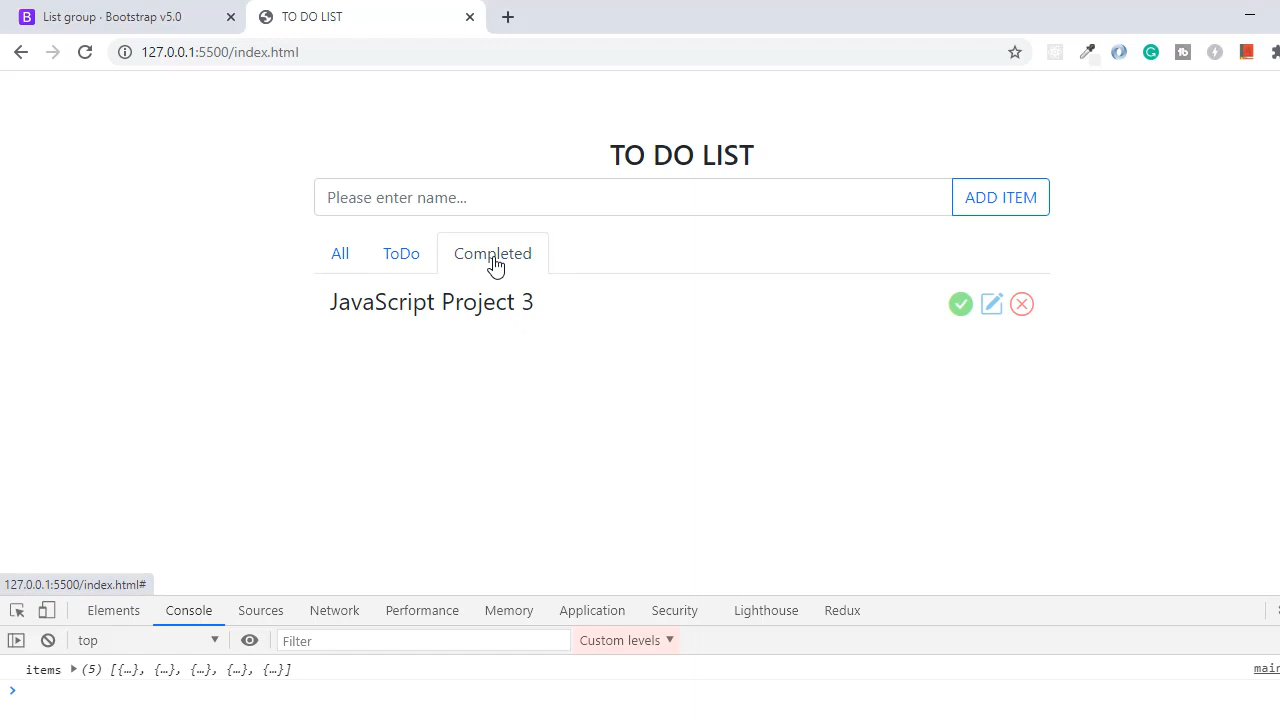 List group · Bootstrap v5.0
TO DO LIST
127.0.0.1:5500/index.html
TO DO LIST
Please enter name...
ADD ITEM
All
ToDo
Completed
JavaScript Project 3
127.0.0.1:5500/index.html#
Elements
Console
Sources
Network
Performance
Memory
Application
Security
Lighthouse
Redux
top
Filter
Custom levels
items (5) [{…}, {…}, {…}, {…}, {…}]
main